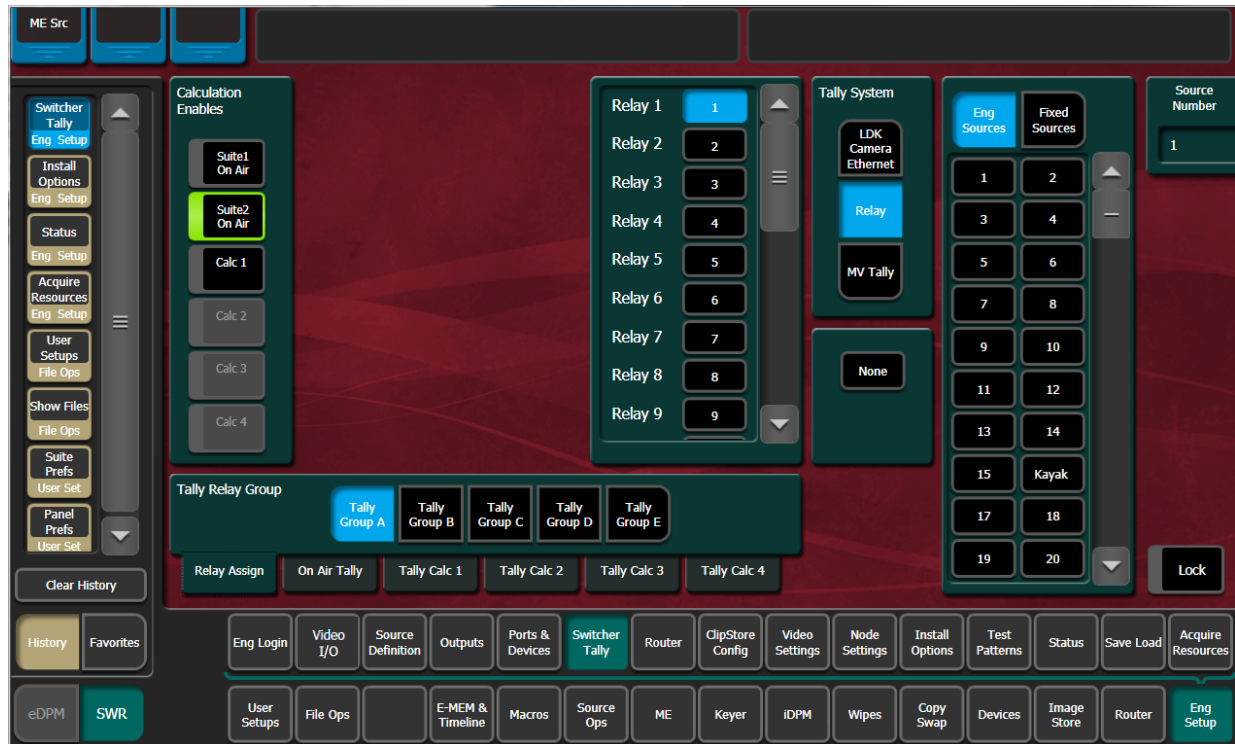 ME Src
Switcher
Tally
Eng Setup
Install
Options
Eng Setup
Status
Eng Setup
Acquire
Resources
Eng Setup
User
Setups
File Ops
Show Files
File Ops
Suite
Prefs
User Set
Panel
Prefs
User Set
Clear History
History
Favorites
eDPM
SWR
Calculation
Enables
Suite1
On Air
Suite2
On Air
Calc 1
Calc 2
Calc 3
Calc 4
Relay 1 1
Relay 2 2
Relay 3 3
Relay 4 4
Relay 5 5
Relay 6 6
Relay 7 7
Relay 8 8
Relay 9 9
Tally System
LDK
Camera
Ethernet
Relay
MV Tally
None
Eng
Sources
Fixed
Sources
1 2
3 4
5 6
7 8
9 10
11 12
13 14
15 Kayak
17 18
19 20
Source
Number
1
Lock
Tally Relay Group
Tally
Group A
Tally
Group B
Tally
Group C
Tally
Group D
Tally
Group E
Relay Assign
On Air Tally
Tally Calc 1
Tally Calc 2
Tally Calc 3
Tally Calc 4
Eng Login
Video
I/O
Source
Definition
Outputs
Ports &
Devices
Switcher
Tally
Router
ClipStore
Config
Video
Settings
Node
Settings
Install
Options
Test
Patterns
Status
Save Load
Acquire
Resources
User
Setups
File Ops
E-MEM &
Timeline
Macros
Source
Ops
ME
Keyer
iDPM
Wipes
Copy
Swap
Devices
Image
Store
Router
Eng
Setup